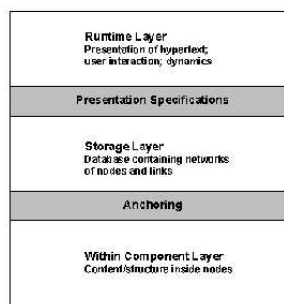 Runtime Layer
Presentation of hypertext;
user interaction; dynamics
Presentation Specifications
Storage Layer
Database containing networks
of nodes and links
Anchoring
Within Component Layer
Content/structure inside nodes